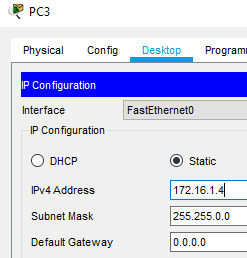 PC3
Physical Config Desktop Programm
IP Configuration
Interface FastEthernet0
IP Configuration
DHCP Static
IPv4 Address 172.16.1.4
Subnet Mask 255.255.0.0
Default Gateway 0.0.0.0